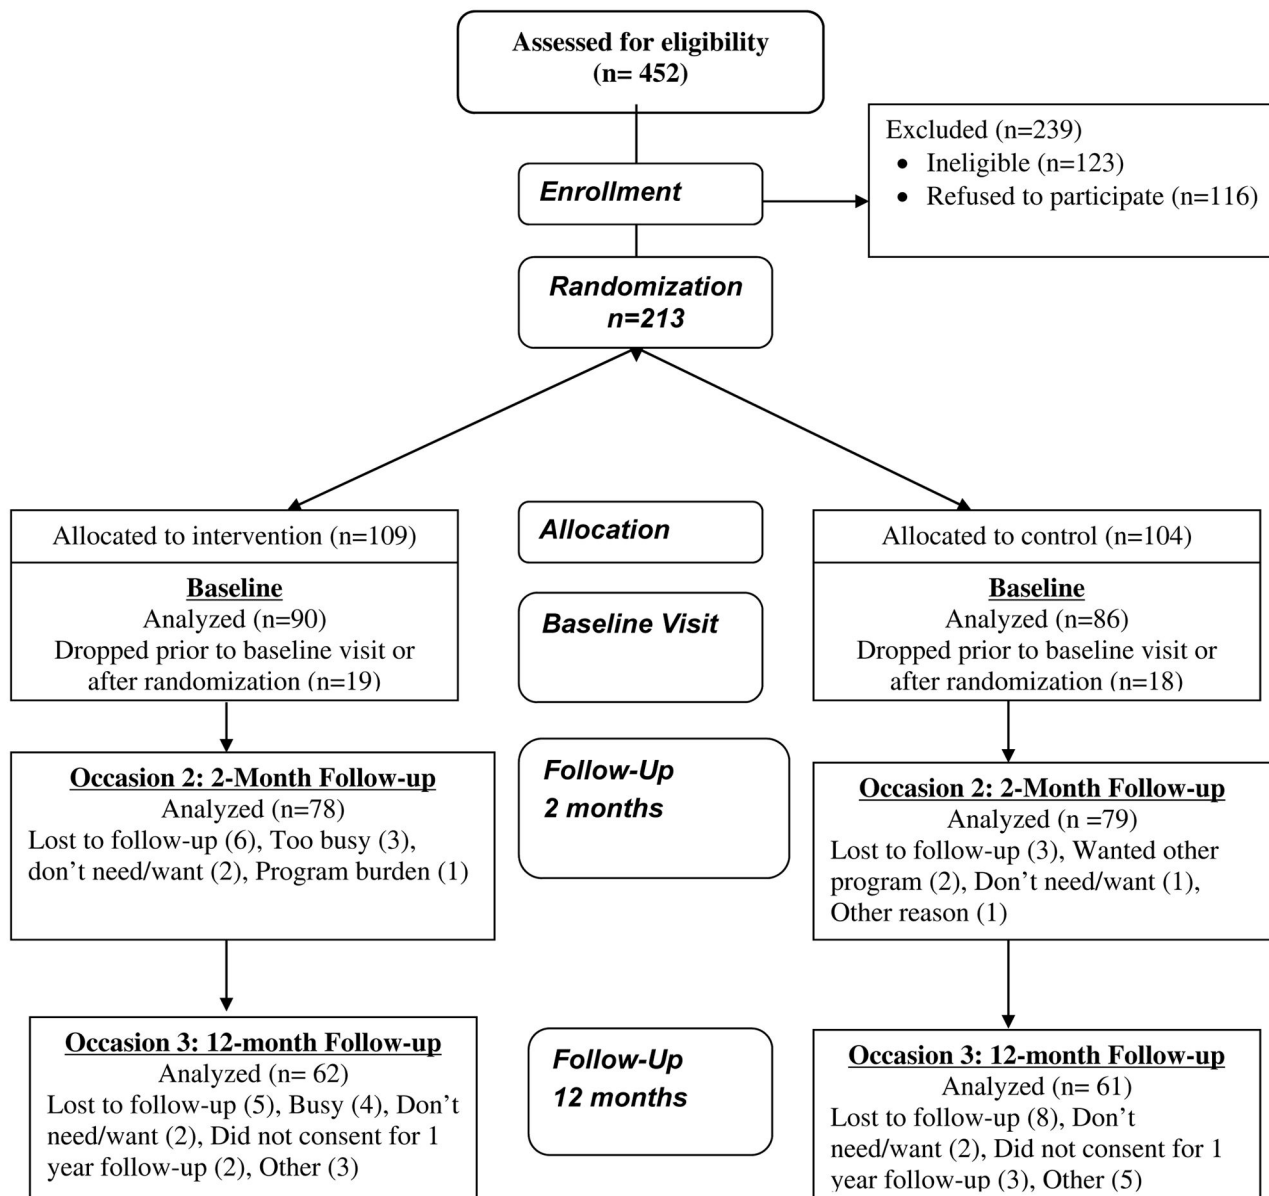 Assessed for eligibility
(n= 452)
Excluded (n=239)
• Ineligible (n=123)
• Refused to participate (n=116)
Enrollment
Randomization
n=213
Allocated to intervention (n=109)
Allocation
Allocated to control (n=104)
Baseline
Analyzed (n=90)
Dropped prior to baseline visit or
after randomization (n=19)
Baseline Visit
Baseline
Analyzed (n=86)
Dropped prior to baseline visit or
after randomization (n=18)
Occasion 2: 2-Month Follow-up
Analyzed (n=78)
Lost to follow-up (6), Too busy (3),
don’t need/want (2), Program burden (1)
Follow-Up
2 months
Occasion 2: 2-Month Follow-up
Analyzed (n =79)
Lost to follow-up (3), Wanted other
program (2), Don’t need/want (1),
Other reason (1)
Occasion 3: 12-month Follow-up
Analyzed (n= 62)
Lost to follow-up (5), Busy (4), Don’t
need/want (2), Did not consent for 1
year follow-up (2), Other (3)
Follow-Up
12 months
Occasion 3: 12-month Follow-up
Analyzed (n= 61)
Lost to follow-up (8), Don’t
need/want (2), Did not consent for 1
year follow-up (3), Other (5)